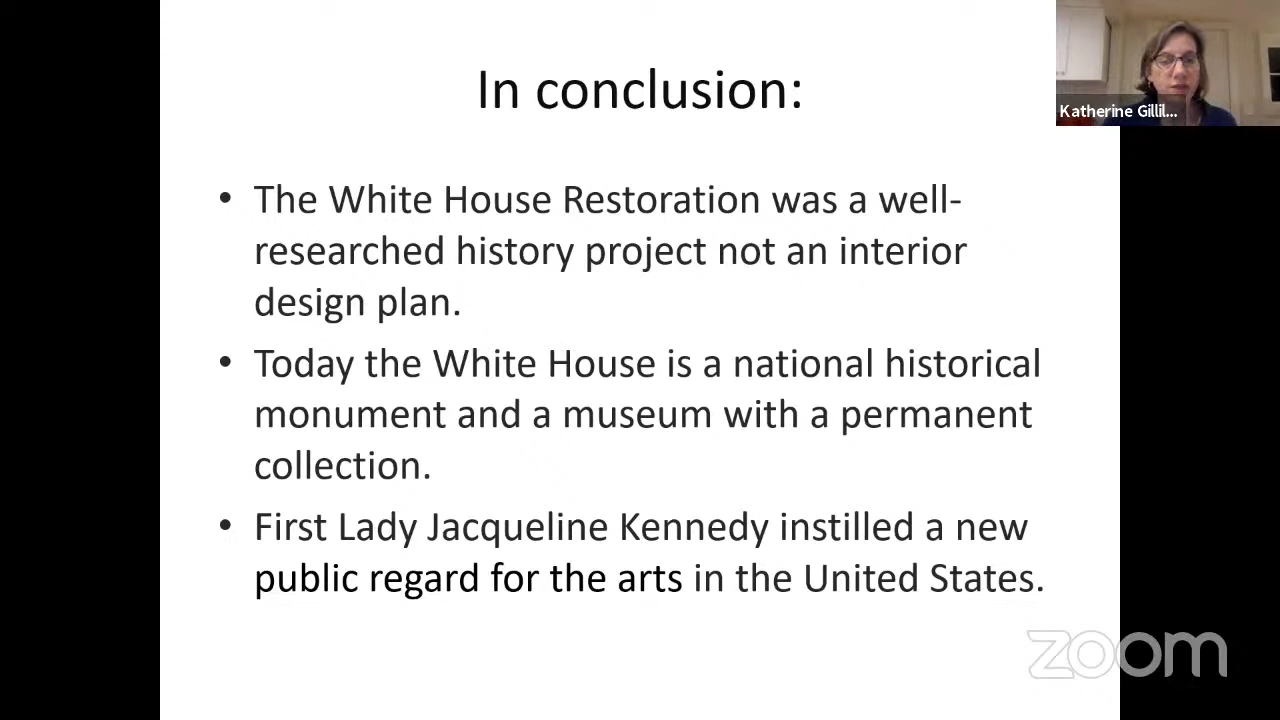 In conclusion:
Katherine Gillil...
• The White House Restoration was a well-
researched history project not an interior
design plan.
• Today the White House is a national historical
monument and a museum with a permanent
collection.
• First Lady Jacqueline Kennedy instilled a new
public regard for the arts in the United States.
zoom